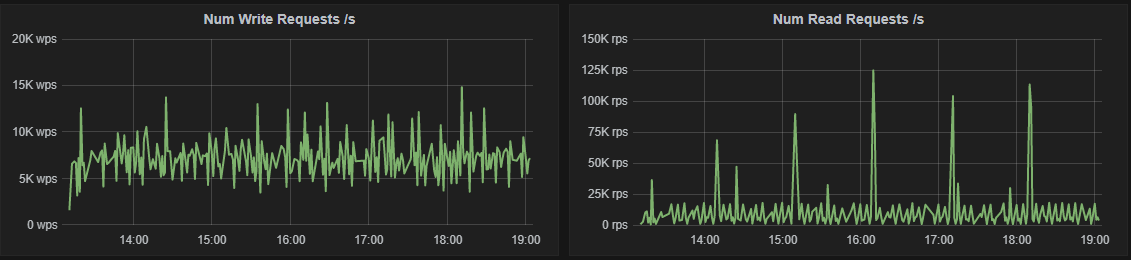 Num Write Requests /s
20K wps
15K wps
10K wps
5K wps
0 wps
14:00 15:00 16:00 17:00 18:00 19:00
Num Read Requests /s
150K rps
125K rps
100K rps
75K rps
50K rps
25K rps
0 rps
14:00 15:00 16:00 17:00 18:00 19:00